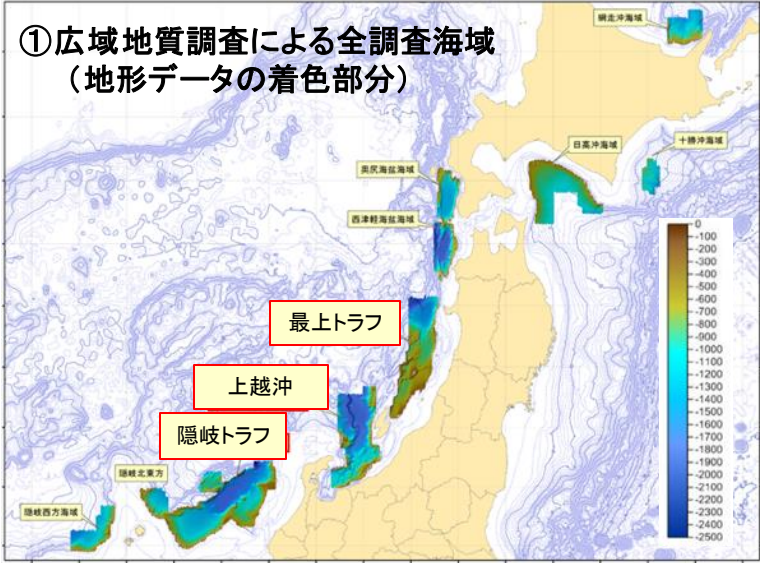 ①広域地質調査による全調査海域
（地形データの着色部分）
網走沖海域
十勝沖海域
日高沖海域
奥尻海盆海域
西津軽海盆海域
最上トラフ
上越沖
隠岐トラフ
隠岐北東方
隠岐西方海域
0
-100
-200
-300
-400
-500
-600
-700
-800
-900
-1000
-1100
-1200
-1300
-1400
-1500
-1600
-1700
-1800
-1900
-2000
-2100
-2200
-2300
-2400
-2500